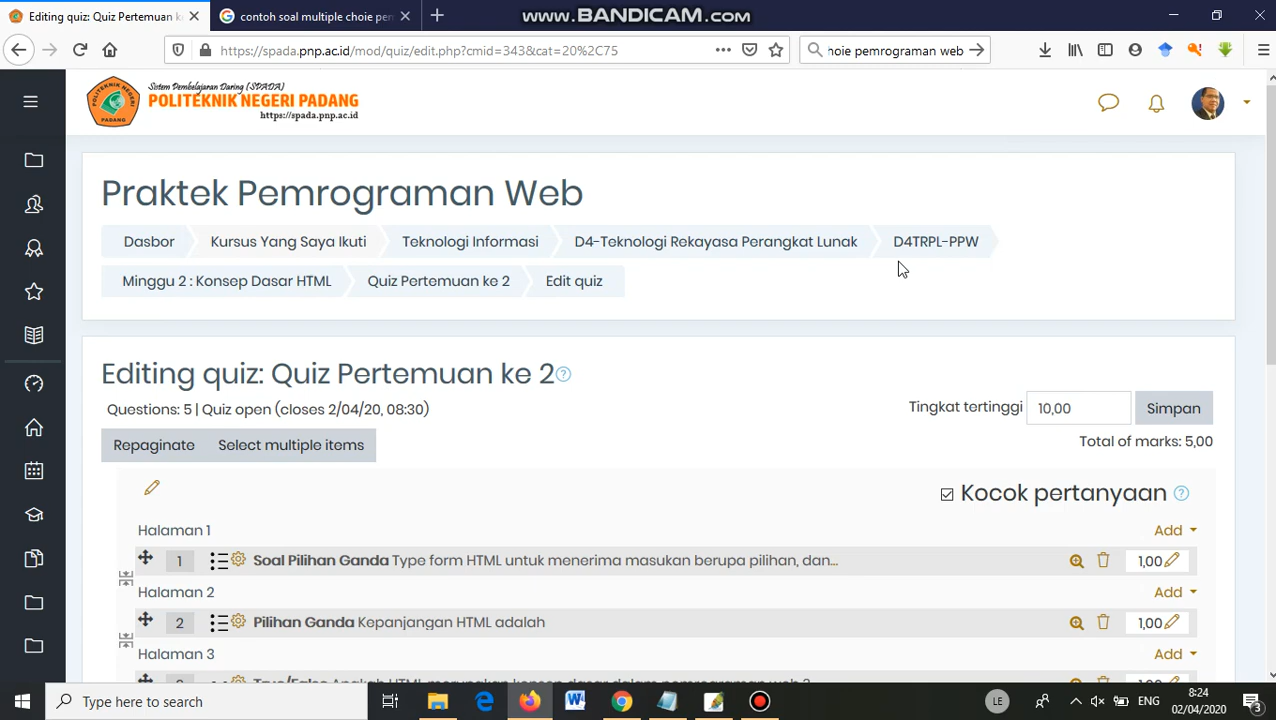 Editing quiz: Quiz Pertemuan ke
contoh soal multiple choie pen
www.BANDICAM.com
https://spada.pnp.ac.id/mod/quiz/edit.php?cmid=343&cat=20%2C75
hoie pemrograman web
Sistem Pembelajaran Daring (SPADA)
POLITEKNIK NEGERI PADANG
https://spada.pnp.ac.id
Praktek Pemrograman Web
Dasbor
Kursus Yang Saya Ikuti
Teknologi Informasi
D4-Teknologi Rekayasa Perangkat Lunak
D4TRPL-PPW
Minggu 2 : Konsep Dasar HTML
Quiz Pertemuan ke 2
Edit quiz
Editing quiz: Quiz Pertemuan ke 2
Questions: 5 | Quiz open (closes 2/04/20, 08:30)
Tingkat tertinggi 10,00 Simpan
Total of marks: 5,00
Repaginate Select multiple items
Kocok pertanyaan
Halaman 1 Add
1 Soal Pilihan Ganda Type form HTML untuk menerima masukan berupa pilihan, dan... 1,00
Halaman 2 Add
2 Pilihan Ganda Kepanjangan HTML adalah 1,00
Halaman 3 Add
Type here to search
LE
ENG
8:24
02/04/2020
3